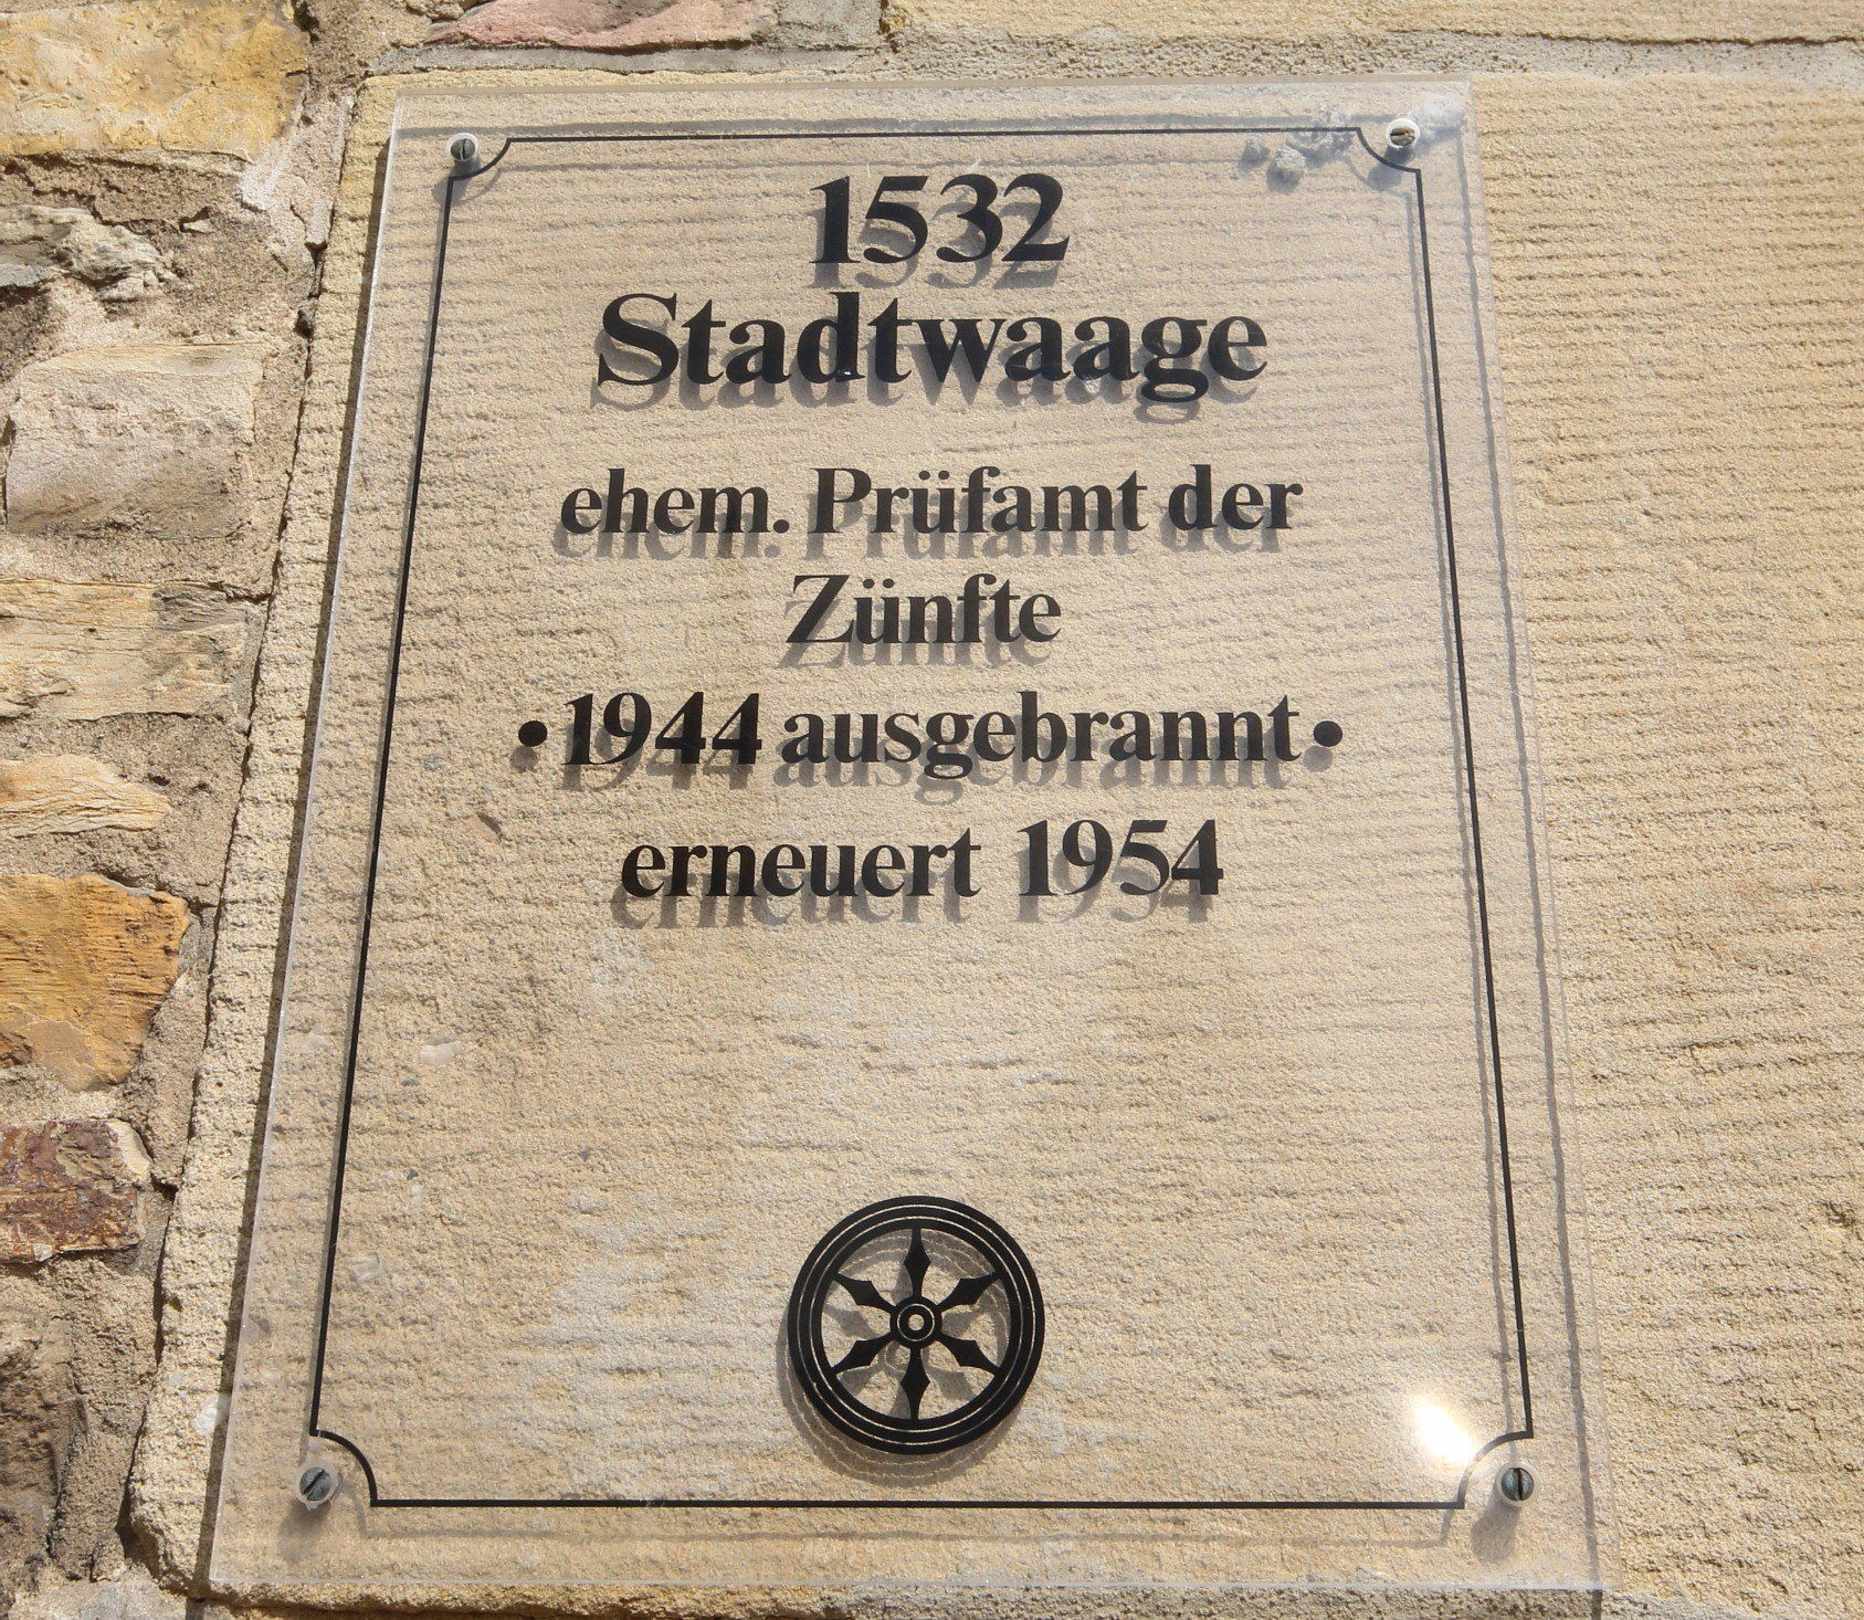 1532
Stadtwaage
ehem. Prüfamt der
Zünfte
• 1944 ausgebrannt •
erneuert 1954